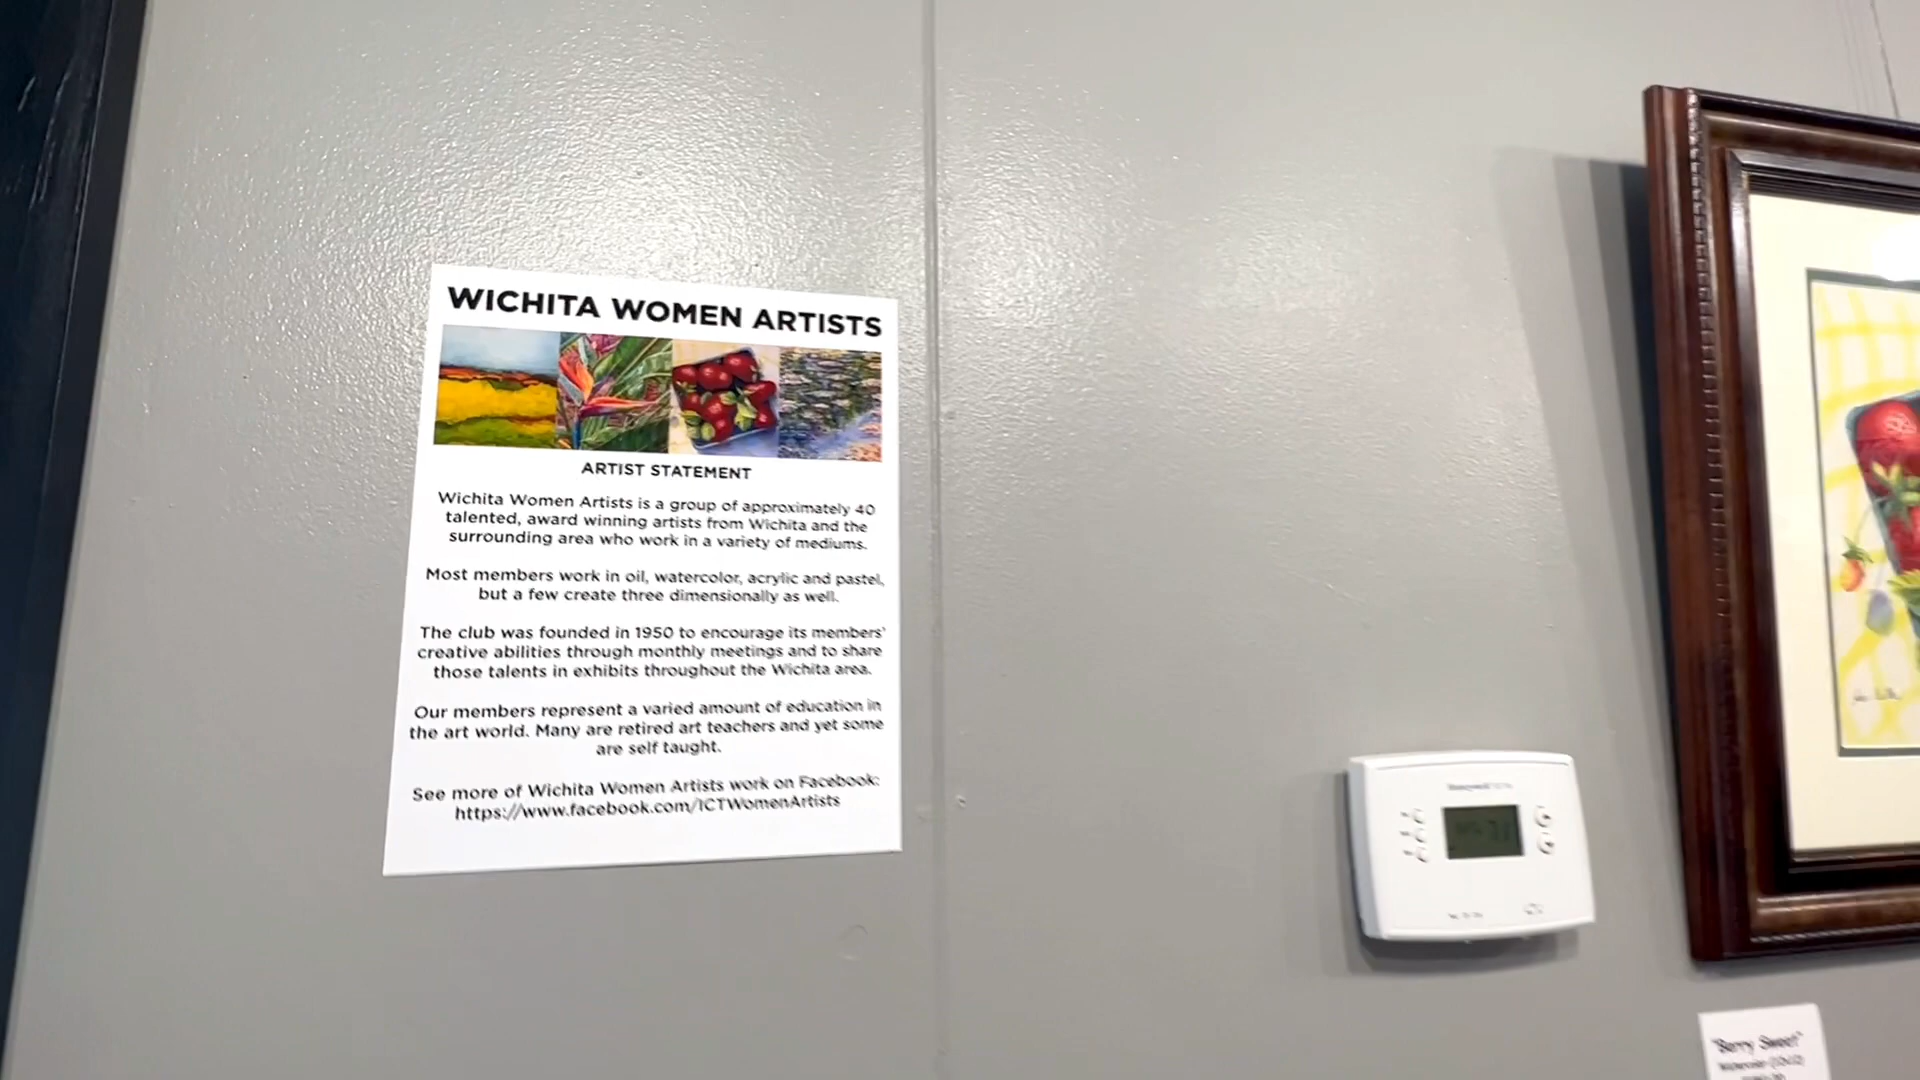 WICHITA WOMEN ARTISTS
ARTIST STATEMENT
Wichita Women Artists is a group of approximately 40
talented, award winning artists from Wichita and the
surrounding area who work in a variety of mediums.
Most members work in oil, watercolor, acrylic and pastel,
but a few create three dimensionally as well.
The club was founded in 1950 to encourage its members'
creative abilities through monthly meetings and to share
those talents in exhibits throughout the Wichita area.
Our members represent a varied amount of education in
the art world. Many are retired art teachers and yet some
are self taught.
See more of Wichita Women Artists work on Facebook:
https://www.facebook.com/ICTWomenArtists
Honeywell
"Berry Sweet"